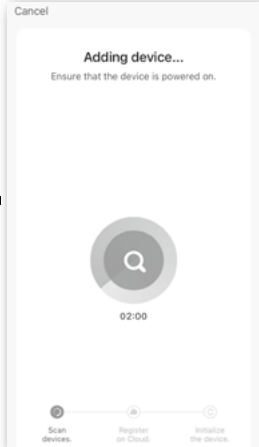 Cancel
Adding device...
Ensure that the device is powered on.
02:00
Scan
devices.
Register
on Cloud.
Initialize
the device.